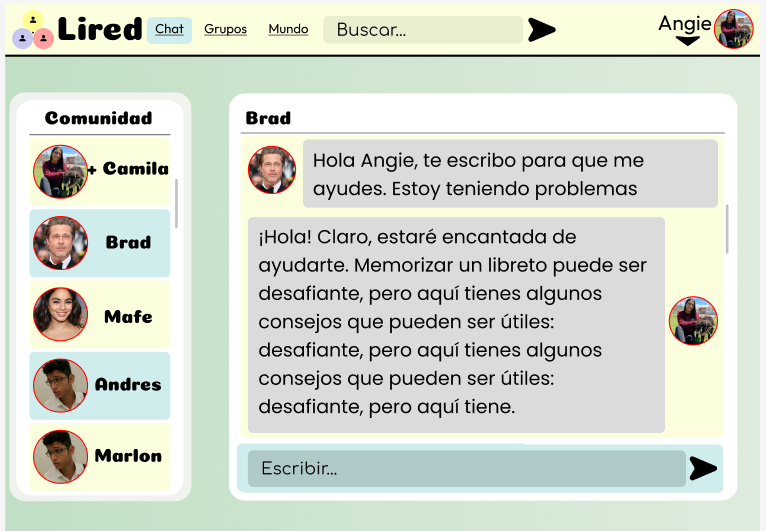 Lired
Chat
Grupos
Mundo
Buscar...
Angie
Comunidad
+ Camila
Brad
Mafe
Andres
Marlon
Brad
Hola Angie, te escribo para que me
ayudes. Estoy teniendo problemas
¡Hola! Claro, estaré encantada de
ayudarte. Memorizar un libreto puede ser
desafiante, pero aquí tienes algunos
consejos que pueden ser útiles:
desafiante, pero aquí tienes algunos
consejos que pueden ser útiles:
desafiante, pero aquí tiene.
Escribir...